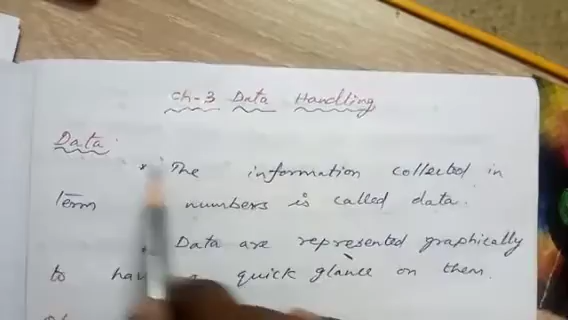 Ch-3 Data Handling
Data:
* The information collected in
Term numbers is called data.
* Data are represented graphically
to have a quick glance on them.